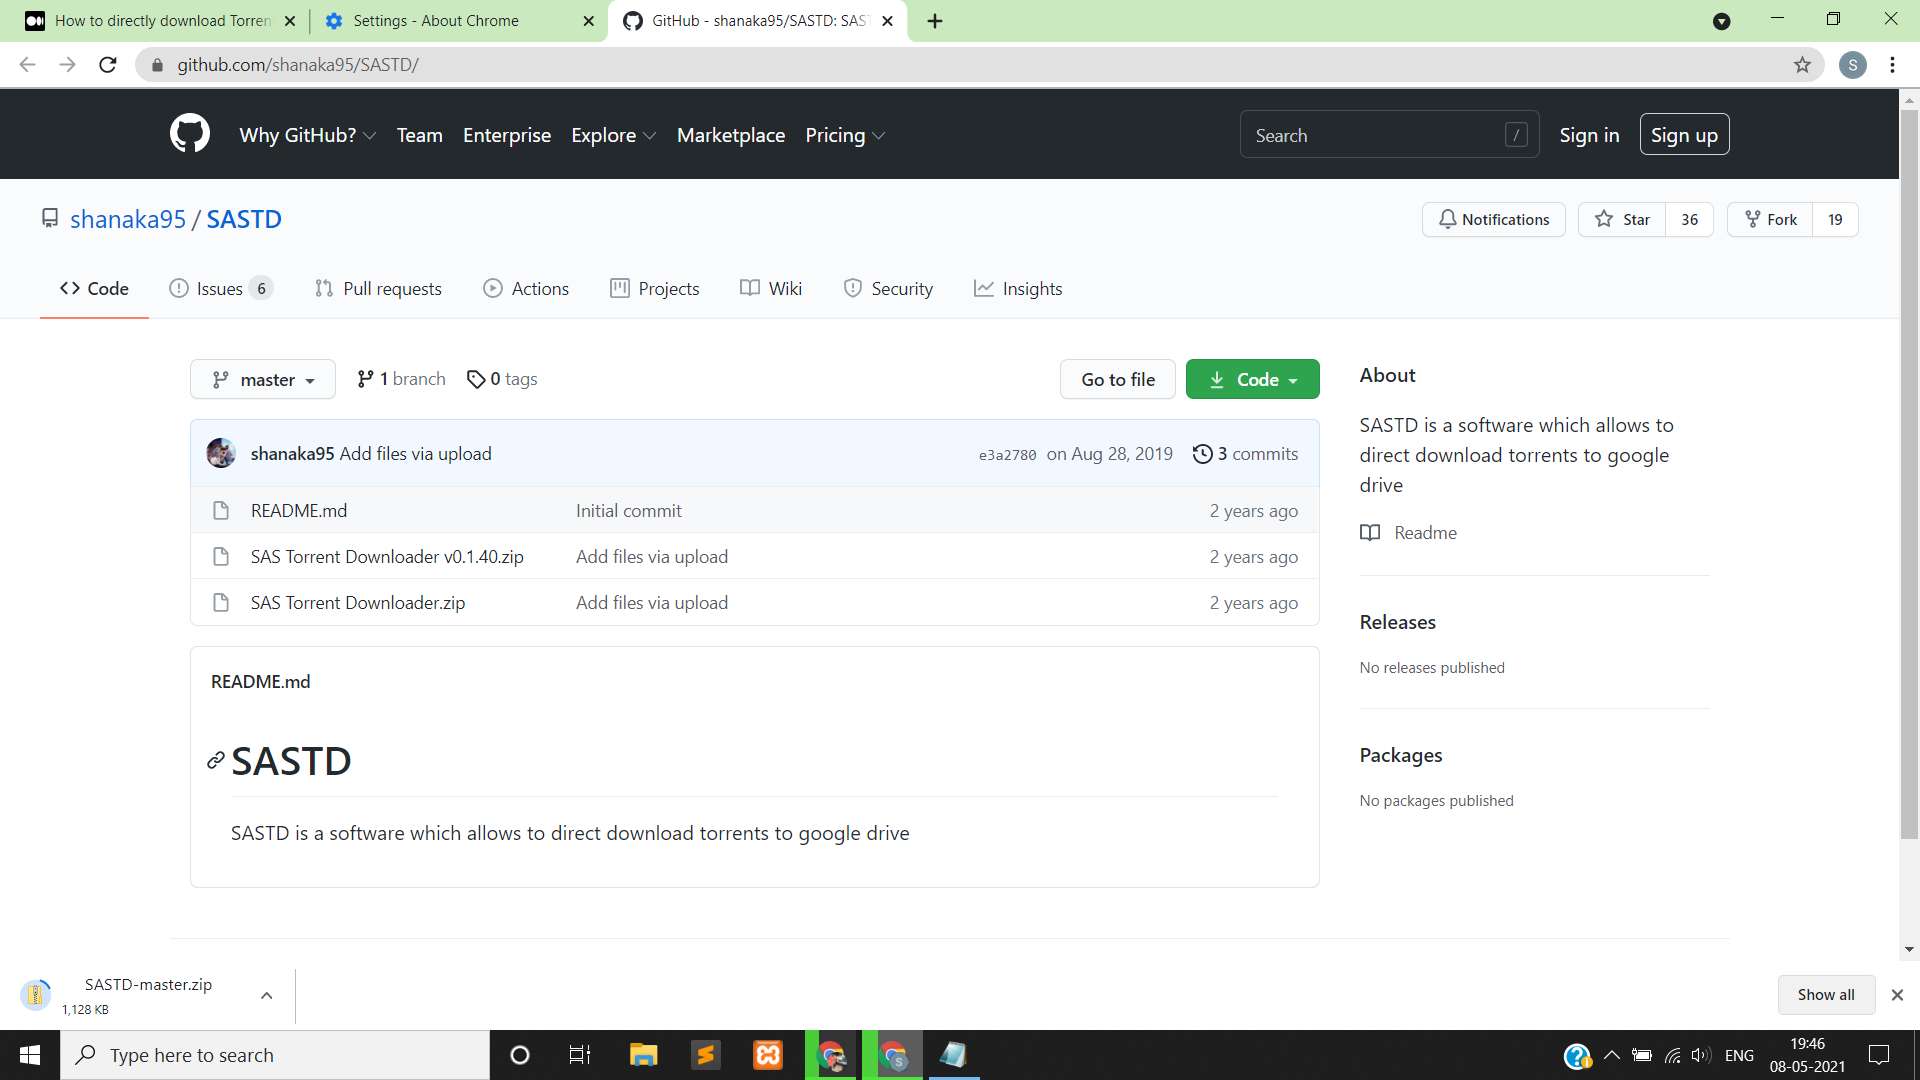 How to directly download Torren
Settings - About Chrome
GitHub - shanaka95/SASTD: SAS
github.com/shanaka95/SASTD/
S
Why GitHub? Team Enterprise Explore Marketplace Pricing
Search /
Sign in
Sign up
shanaka95 / SASTD
Notifications
Star 36
Fork 19
Code
Issues 6
Pull requests
Actions
Projects
Wiki
Security
Insights
master
1 branch
0 tags
Go to file
Code
shanaka95 Add files via upload e3a2780 on Aug 28, 2019 3 commits
README.md Initial commit 2 years ago
SAS Torrent Downloader v0.1.40.zip Add files via upload 2 years ago
SAS Torrent Downloader.zip Add files via upload 2 years ago
README.md
SASTD
SASTD is a software which allows to direct download torrents to google drive
About
SASTD is a software which allows to
direct download torrents to google
drive
Readme
Releases
No releases published
Packages
No packages published
SASTD-master.zip
1,128 KB
Show all
Type here to search
S
ENG
19:46
08-05-2021